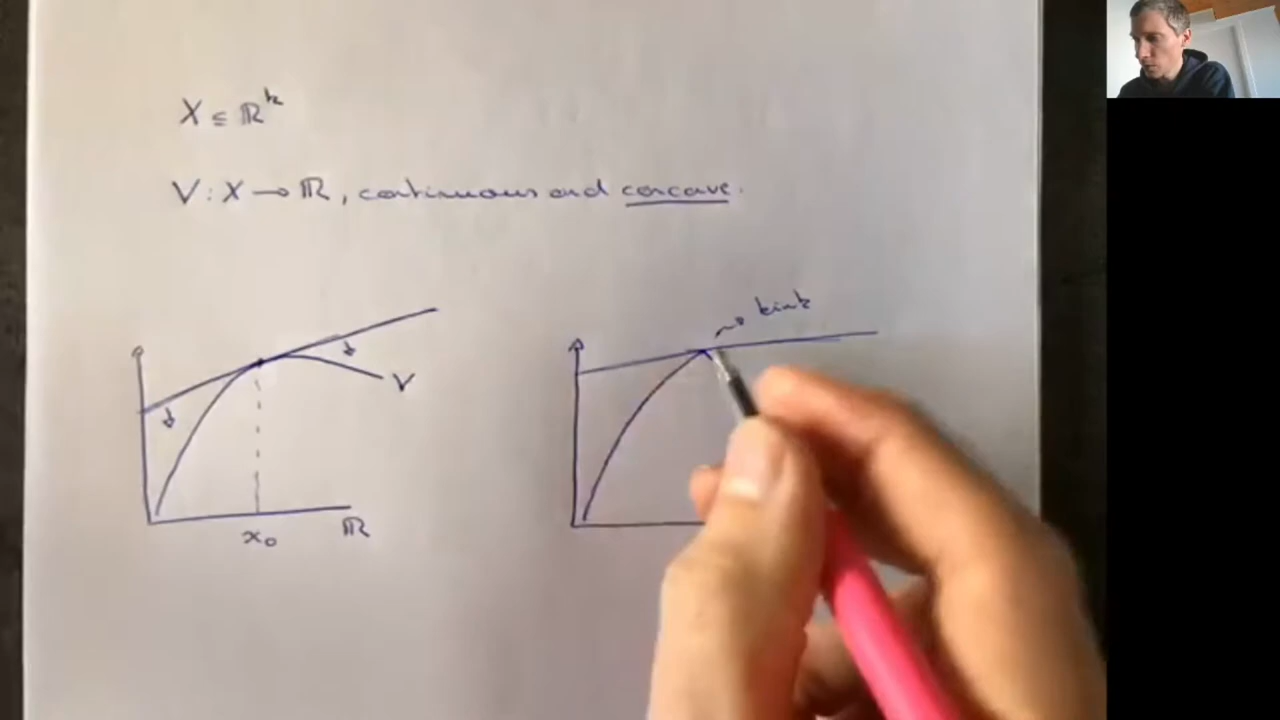 X ⊆ ℝᵏ
V : X → ℝ, continuous and concave.
kink
V
x₀
ℝ